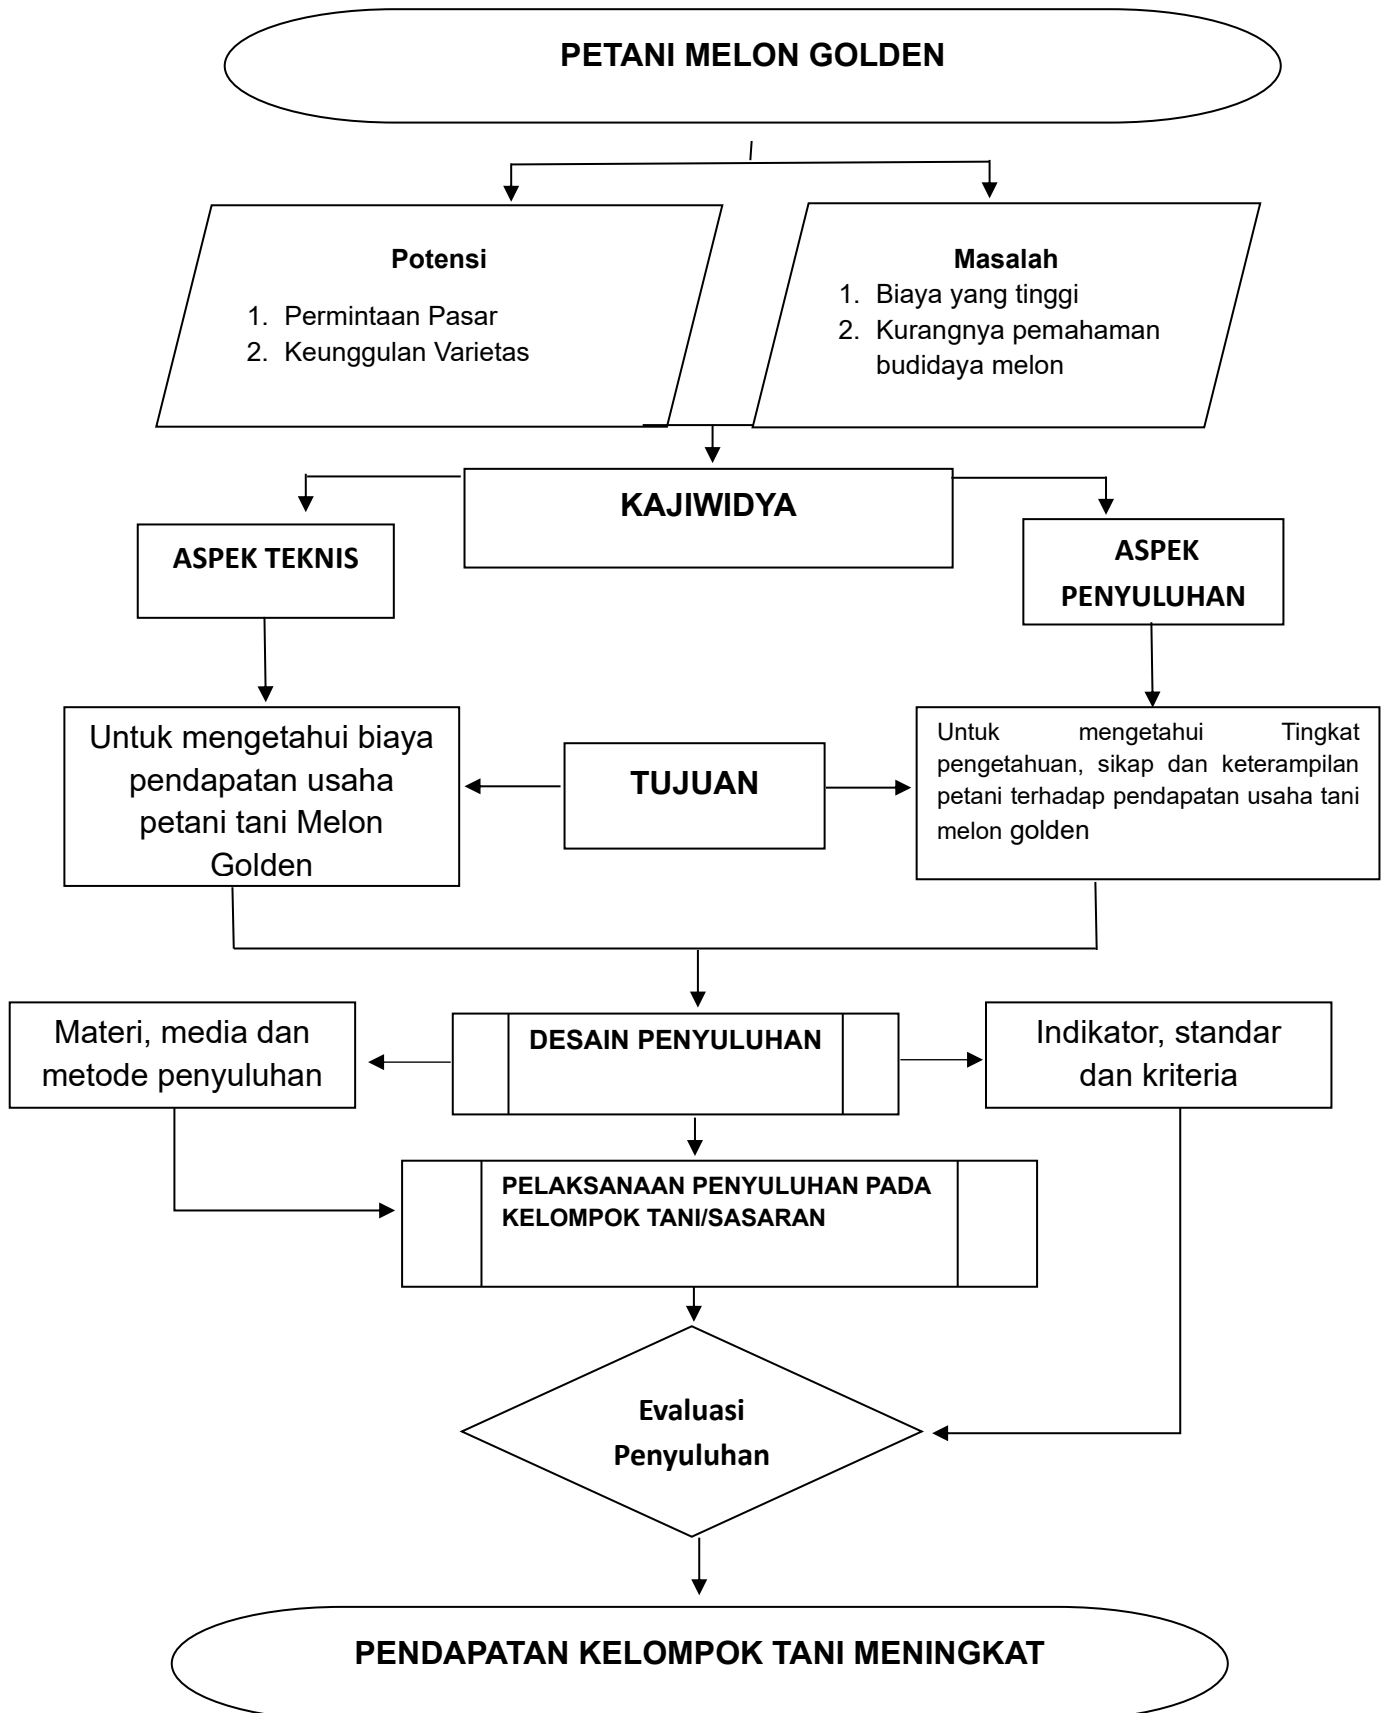 PETANI MELON GOLDEN
Potensi
1. Permintaan Pasar
2. Keunggulan Varietas
Masalah
1. Biaya yang tinggi
2. Kurangnya pemahaman
budidaya melon
KAJIWIDYA
ASPEK TEKNIS
ASPEK
PENYULUHAN
Untuk mengetahui biaya
pendapatan usaha
petani tani Melon
Golden
TUJUAN
Untuk mengetahui Tingkat
pengetahuan, sikap dan keterampilan
petani terhadap pendapatan usaha tani
melon golden
Materi, media dan
metode penyuluhan
DESAIN PENYULUHAN
Indikator, standar
dan kriteria
PELAKSANAAN PENYULUHAN PADA
KELOMPOK TANI/SASARAN
Evaluasi
Penyuluhan
PENDAPATAN KELOMPOK TANI MENINGKAT